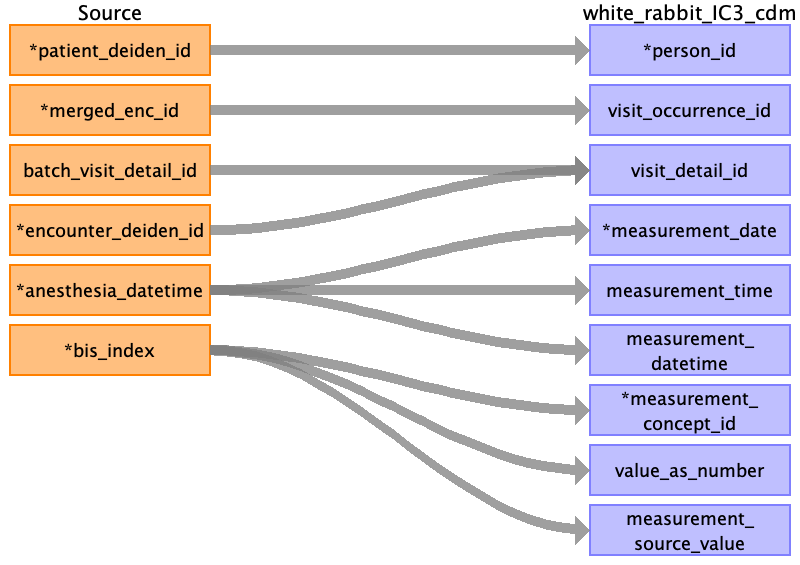 Source
white_rabbit_IC3_cdm
*patient_deiden_id
*person_id
*merged_enc_id
visit_occurrence_id
batch_visit_detail_id
visit_detail_id
*encounter_deiden_id
*measurement_date
*anesthesia_datetime
measurement_time
*bis_index
measurement_
datetime
*measurement_
concept_id
value_as_number
measurement_
source_value